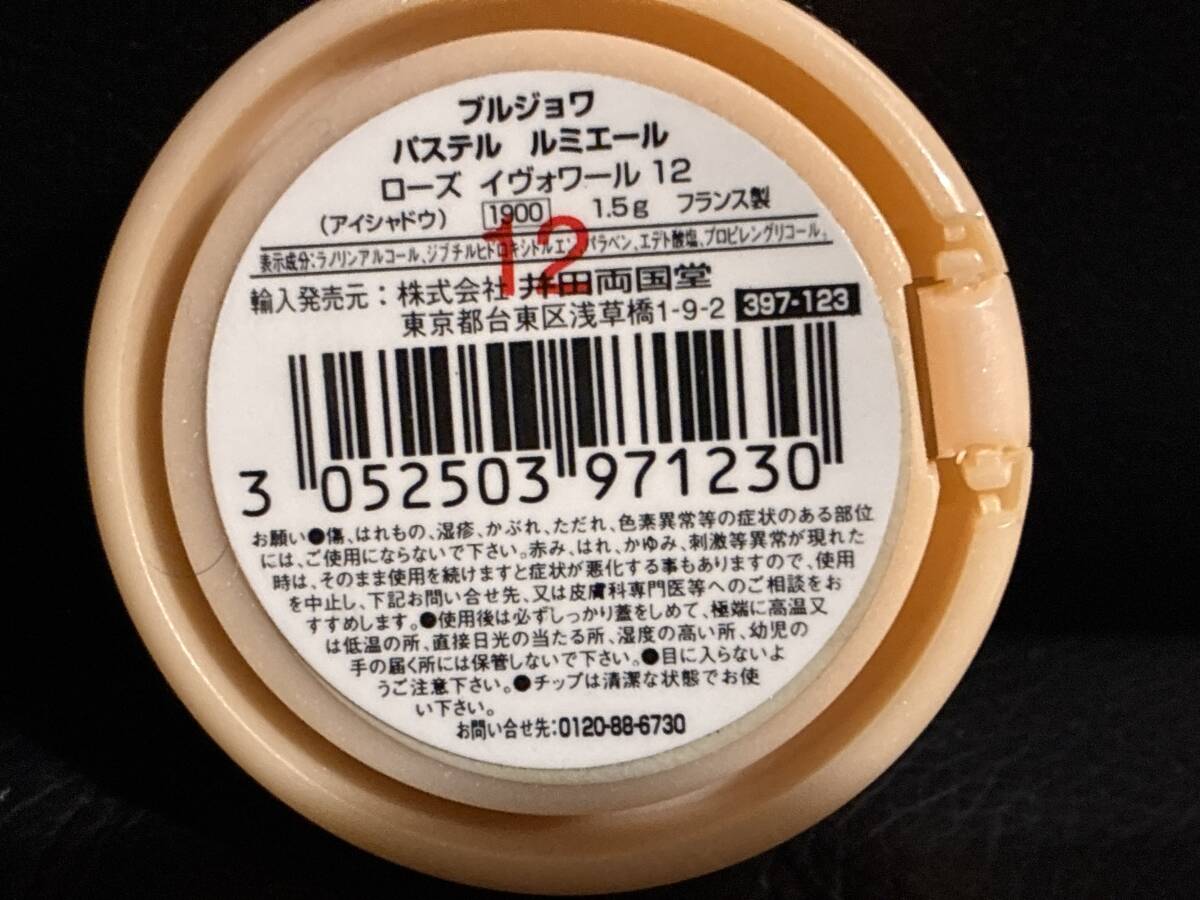 ブルジョワ
パステル ルミエール
ローズ イヴォワール 12
(アイシャドウ) 1900 1.5g フランス製
12
表示成分:ラノリンアルコール、ジブチルヒドロキシトルエン、パラベン、エデト酸塩、プロピレングリコール。
輸入発売元:株式会社 井田両国堂
東京都台東区浅草橋1-9-2 397-123
3 052503 971230
お願い●傷、はれもの、湿疹、かぶれ、ただれ、色素異常等の症状のある部位
には、ご使用にならないで下さい。赤み、はれ、かゆみ、刺激等異常が現れた
時は、そのまま使用を続けますと症状が悪化する事もありますので、使用
を中止し、下記お問い合せ先、又は皮膚科専門医等へのご相談をお
すすめします。●使用後は必ずしっかり蓋をしめて、極端に高温又
は低温の所、直接日光の当たる所、湿度の高い所、幼児の
手の届く所には保管しないで下さい。●目に入らないよ
うご注意下さい。●チップは清潔な状態でお使
い下さい。
お問い合せ先:0120-88-6730